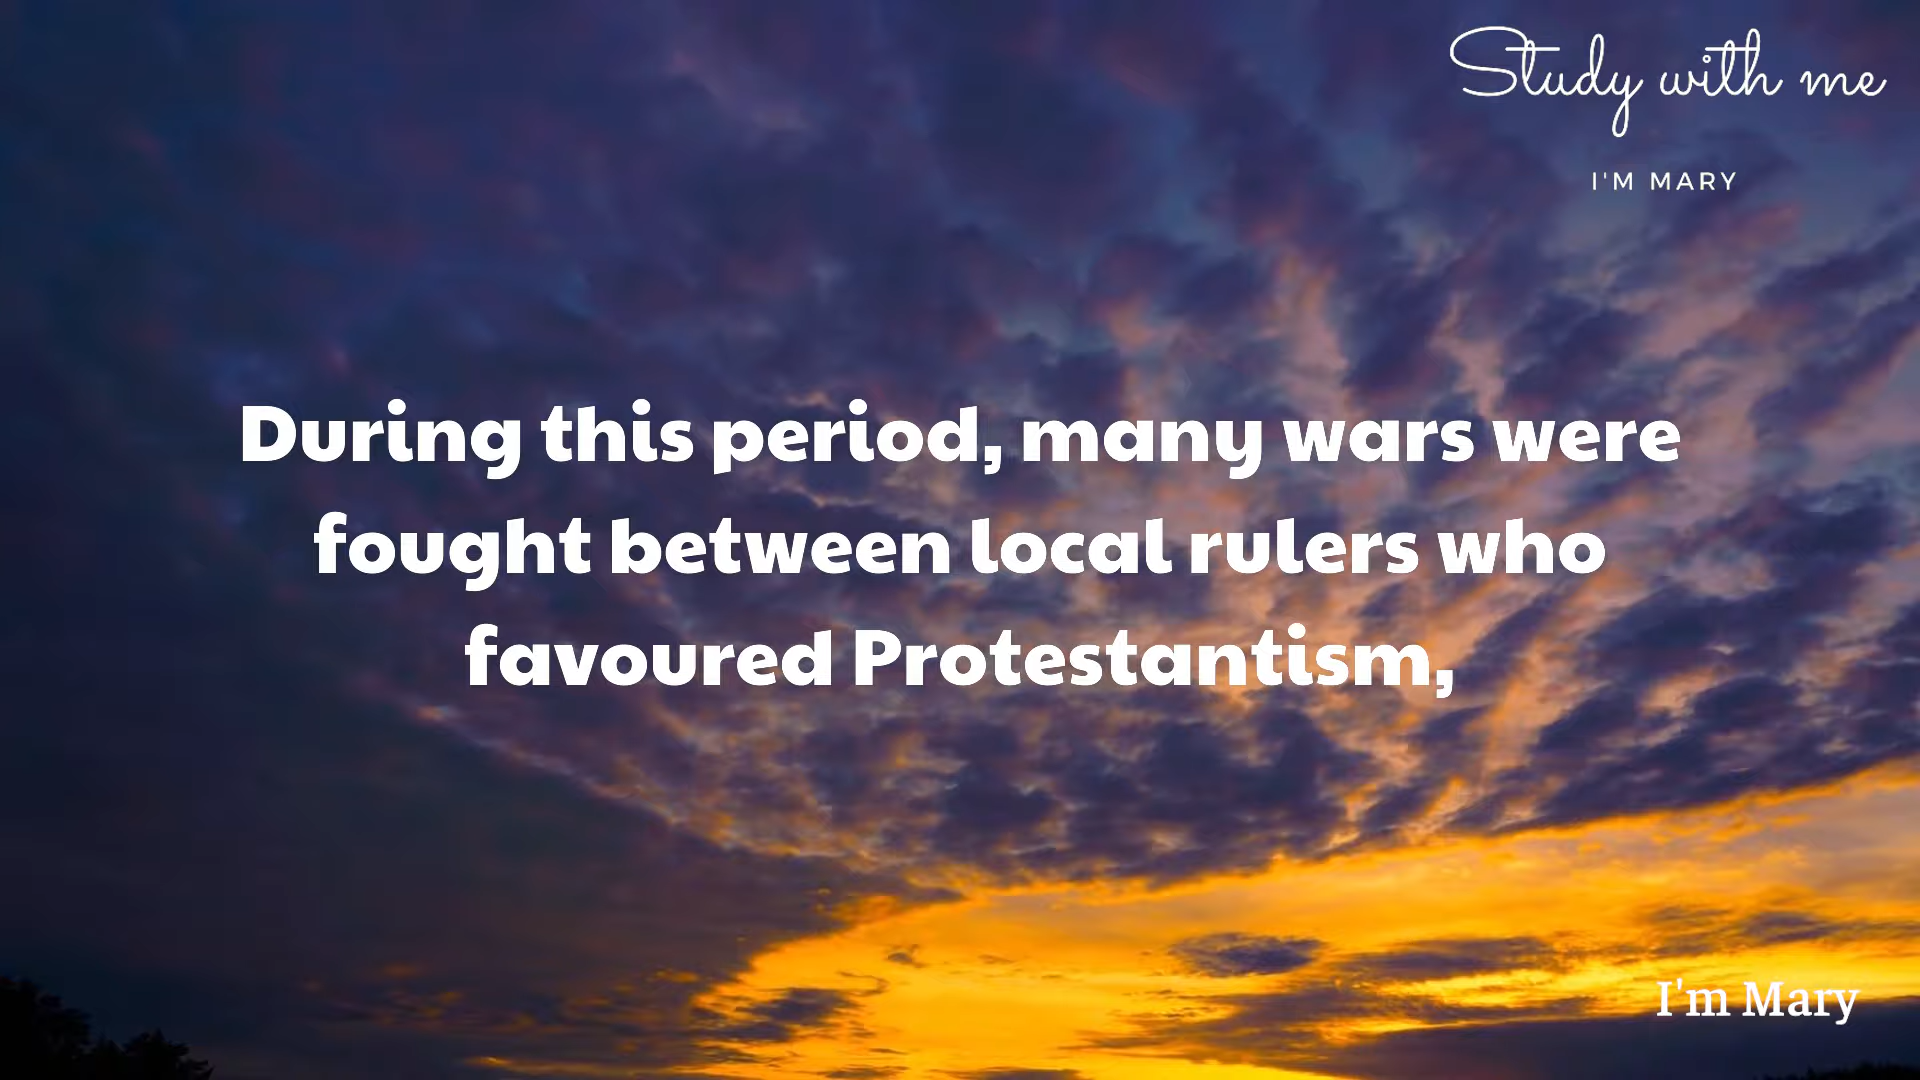 Study with me
I'M MARY
During this period, many wars were
fought between local rulers who
favoured Protestantism,
I'm Mary